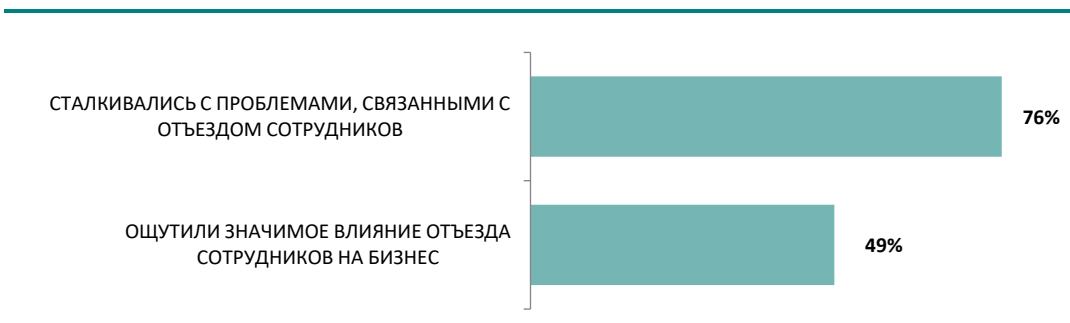 СТАЛКИВАЛИСЬ С ПРОБЛЕМАМИ, СВЯЗАННЫМИ С
ОТЪЕЗДОМ СОТРУДНИКОВ
76%
ОЩУТИЛИ ЗНАЧИМОЕ ВЛИЯНИЕ ОТЪЕЗДА
СОТРУДНИКОВ НА БИЗНЕС
49%